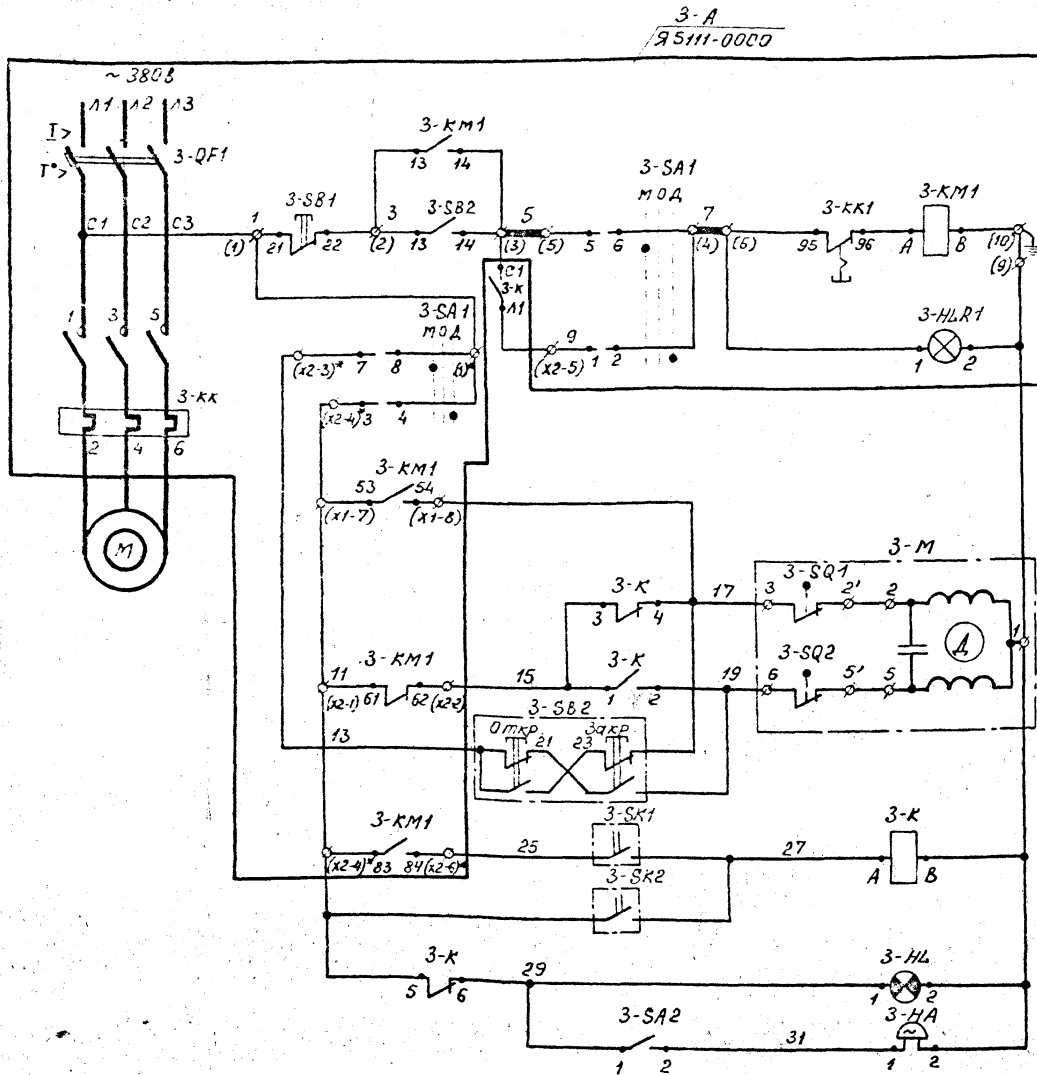 3-А
Я5111-0000
~ 380В
Л1 Л2 Л3
I>
T°>
3-QF1
3-КМ1
13 14
3-SA1
МОД
3-SB1
3-SB2
3-КК1
3-КМ1
C1 C2 C3
1 21 22 3 13 14 5 5 6 7 95 96 А В
(1) (2) (3) (5) (4) (6) (10)
(9)
C1
3-К
Л1
3-SA1
МОД
3-HLR1
1 2
9
(х2-3)* 7 8
1 2
(х2-5)
1 3 5
3-КК
2 4 6
(х2-4)* 3 4
3-КМ1
53 54
(х1-7) (х1-8)
М
3-М
3-К
3 4
17
3 3-SQ1 2' 2
Д
1
11 3-КМ1
(х2-1) 61 62 (х2-2)
15
3-К
1 2
19
6 3-SQ2 5' 5
3-SB2
13
Откр 21 23 Закр
3-КМ1
(х2-4)* 83 84 (х2-6)*
25
3-SK1
27
3-К
А В
3-SK2
3-К
5 6
29
3-HL
1 2
3-SA2
1 2
31
3-НА
~
1 2